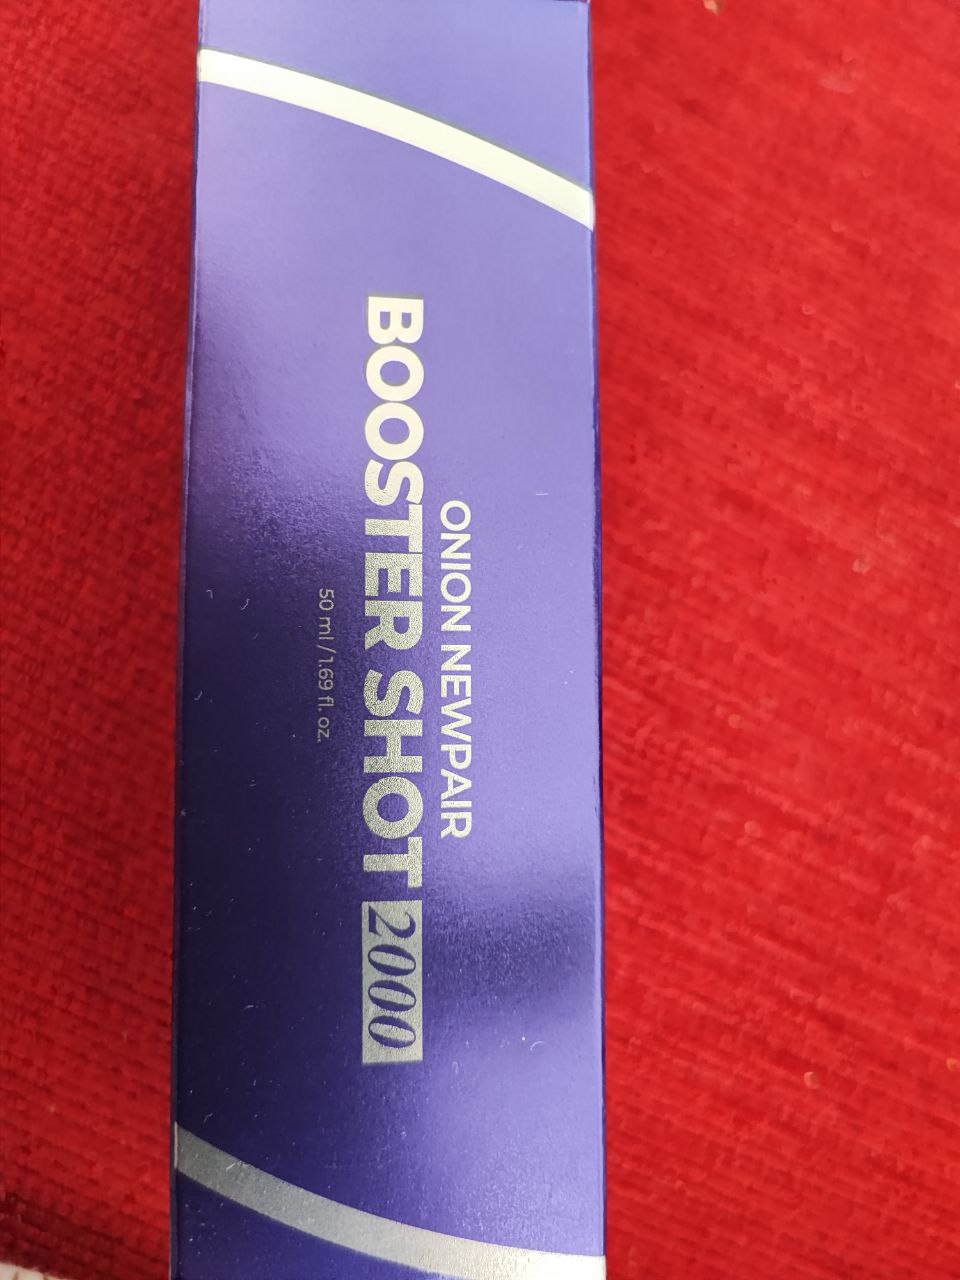 ONION NEWPAIR
BOOSTER SHOT 2000
50 ml / 1.69 fl. oz.